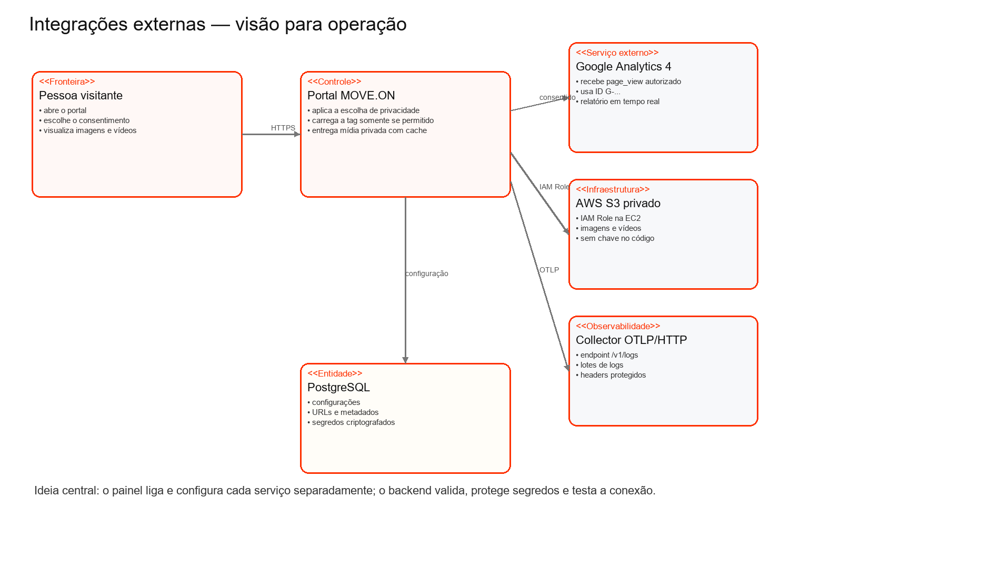 Integrações externas — visão para operação
<<Fronteira>>
Pessoa visitante
• abre o portal
• escolhe o consentimento
• visualiza imagens e vídeos
HTTPS
<<Controle>>
Portal MOVE.ON
• aplica a escolha de privacidade
• carrega a tag somente se permitido
• entrega mídia privada com cache
consentido
<<Serviço externo>>
Google Analytics 4
• recebe page_view autorizado
• usa ID G-...
• relatório em tempo real
IAM Role
<<Infraestrutura>>
AWS S3 privado
• IAM Role na EC2
• imagens e vídeos
• sem chave no código
OTLP
configuração
<<Observabilidade>>
Collector OTLP/HTTP
• endpoint /v1/logs
• lotes de logs
• headers protegidos
<<Entidade>>
PostgreSQL
• configurações
• URLs e metadados
• segredos criptografados
Ideia central: o painel liga e configura cada serviço separadamente; o backend valida, protege segredos e testa a conexão.